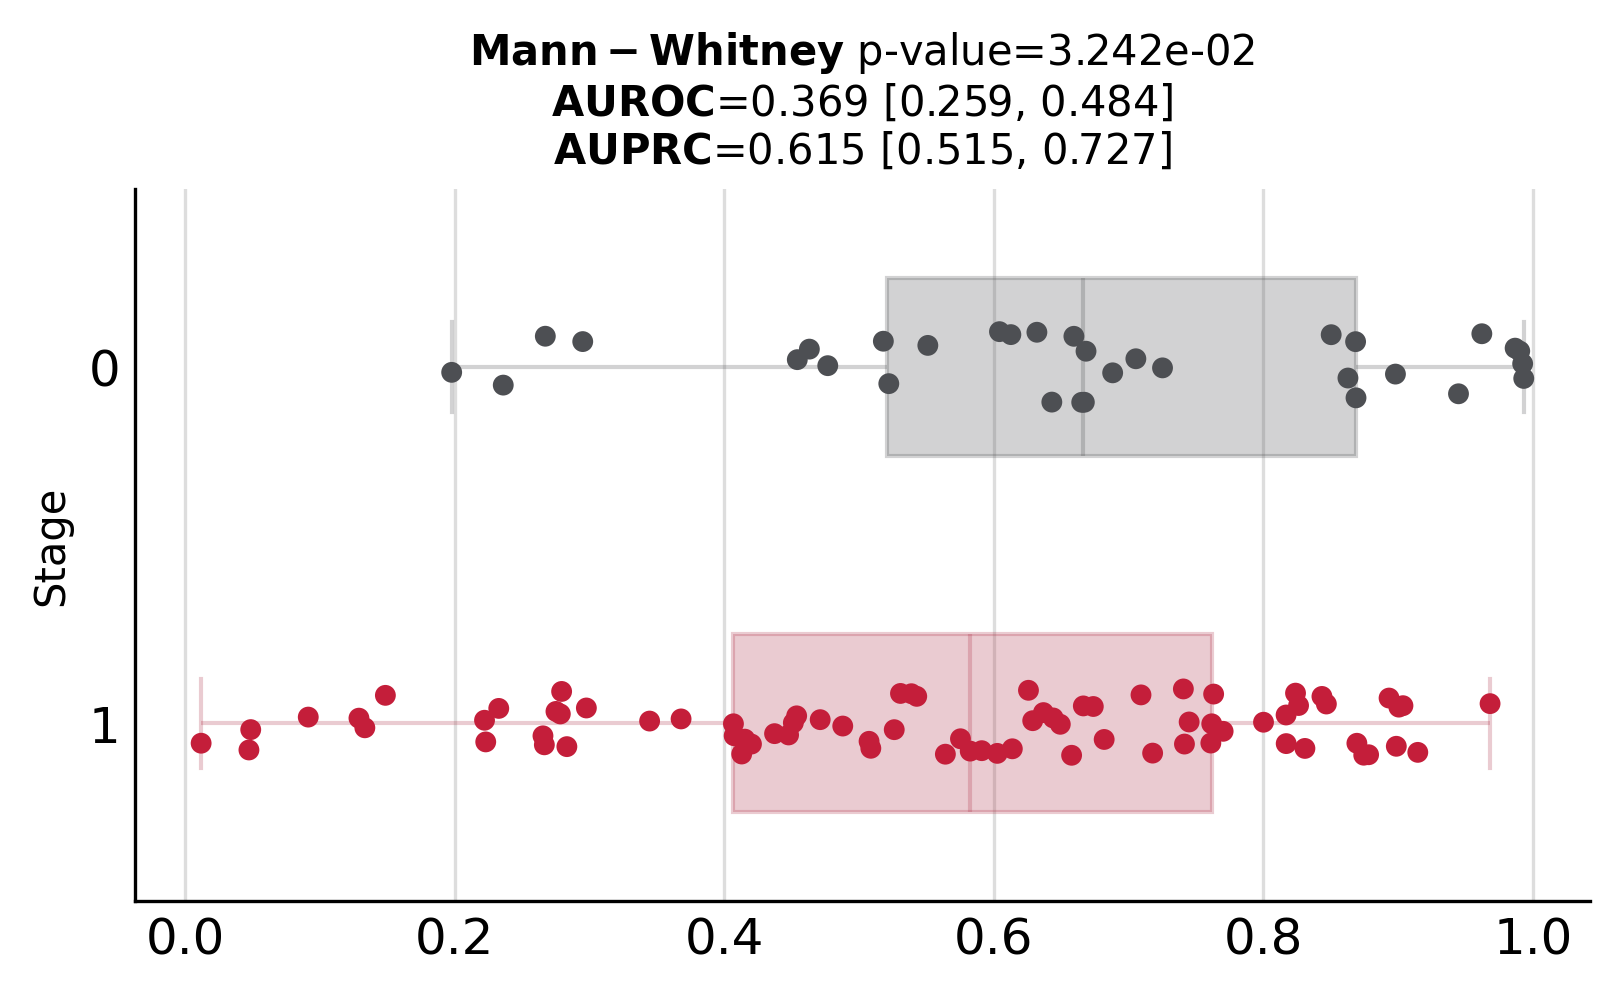 Mann − Whitney p-value=3.242e-02
AUROC=0.369 [0.259, 0.484]
AUPRC=0.615 [0.515, 0.727]
Stage
0
1
0.0 0.2 0.4 0.6 0.8 1.0